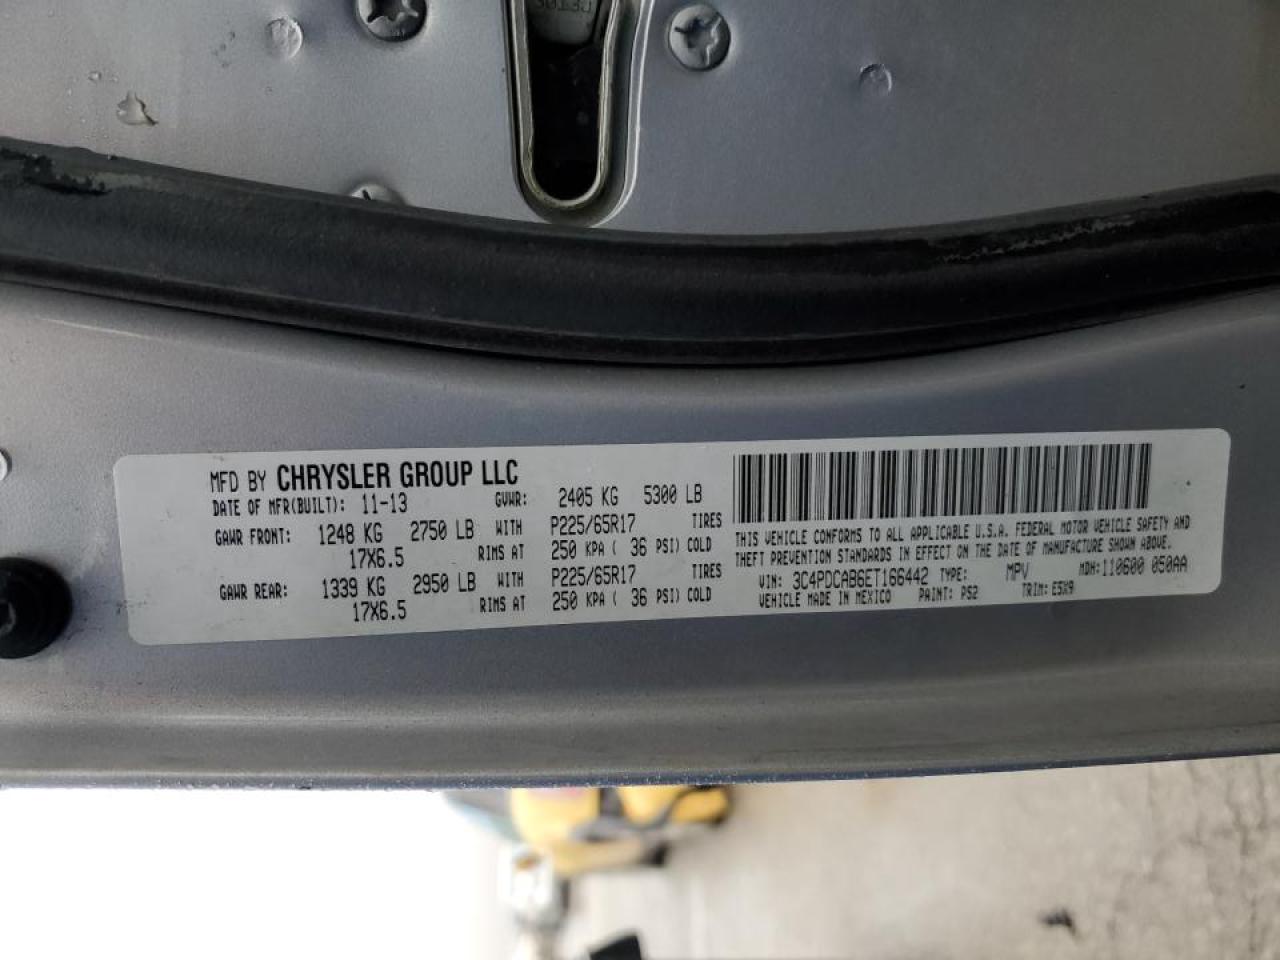 MFD BY CHRYSLER GROUP LLC
DATE OF MFR(BUILT): 11-13 GVWR: 2405 KG 5300 LB
GAWR FRONT: 1248 KG 2750 LB WITH P225/65R17 TIRES
17X6.5 RIMS AT 250 KPA ( 36 PSI) COLD
GAWR REAR: 1339 KG 2950 LB WITH P225/65R17 TIRES
17X6.5 RIMS AT 250 KPA ( 36 PSI) COLD
THIS VEHICLE CONFORMS TO ALL APPLICABLE U.S.A. FEDERAL MOTOR VEHICLE SAFETY AND
THEFT PREVENTION STANDARDS IN EFFECT ON THE DATE OF MANUFACTURE SHOWN ABOVE.
VIN: 3C4PDCAB6ET166442 TYPE: MPV MDH:110600 050AA
VEHICLE MADE IN MEXICO PAINT: PS2 TRIM: E5X9